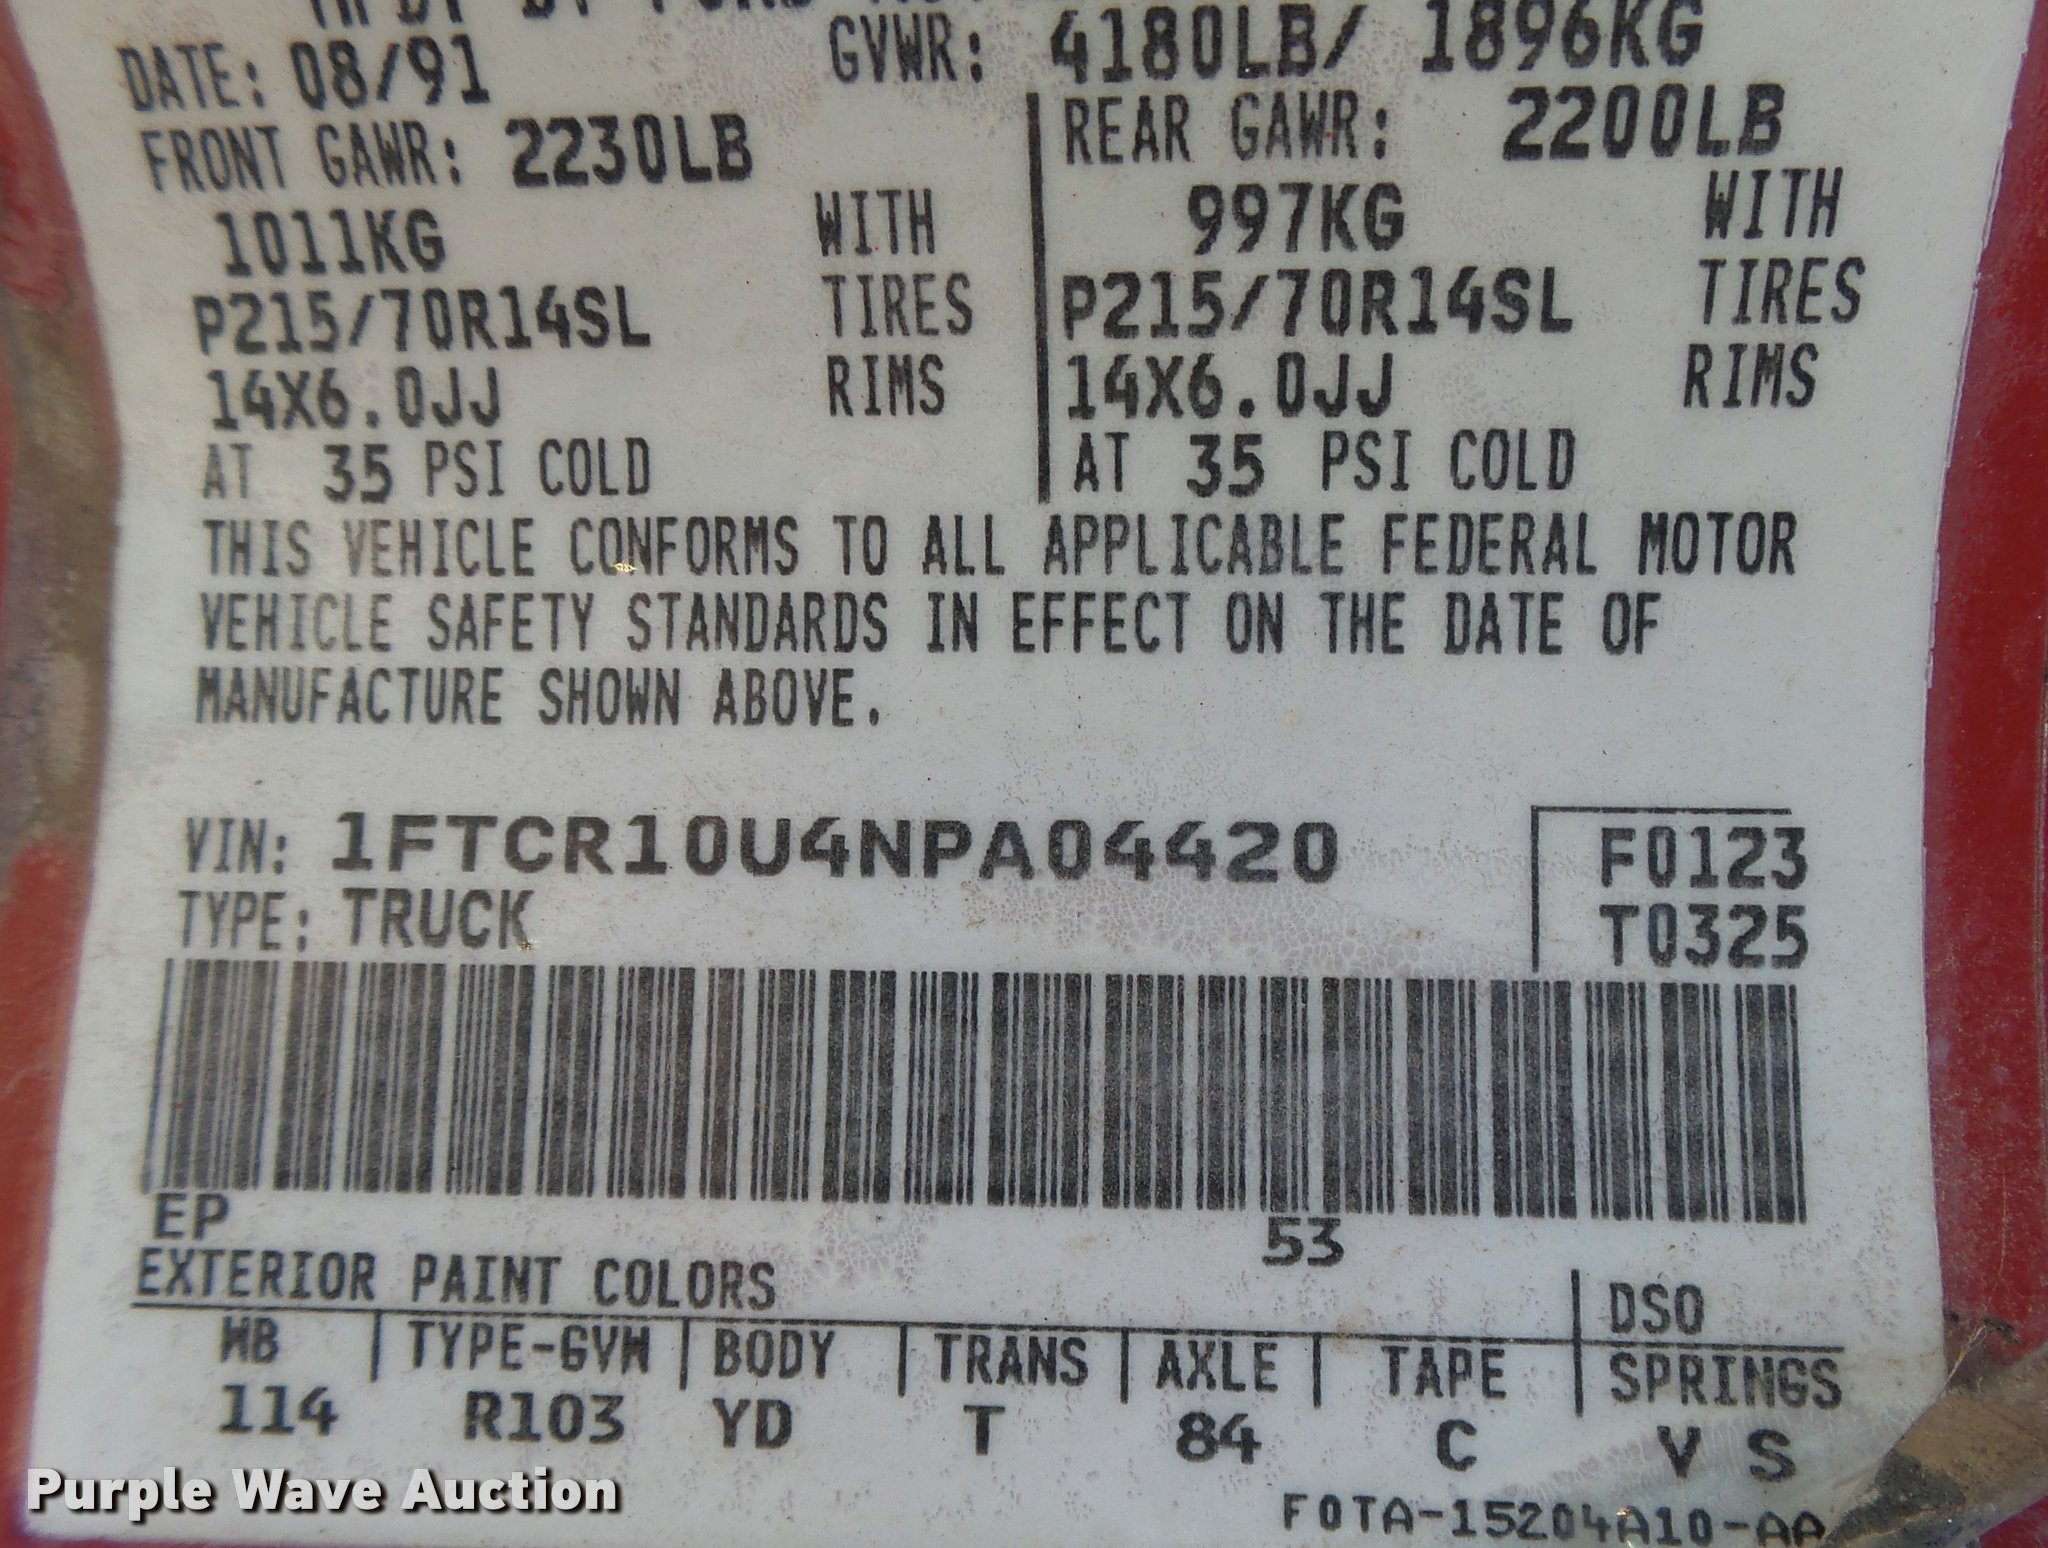 MFD. BY FORD
DATE: 08/91 GVWR: 4180LB/ 1896KG
FRONT GAWR: 2230LB REAR GAWR: 2200LB
1011KG WITH 997KG WITH
P215/70R14SL TIRES P215/70R14SL TIRES
14X6.0JJ RIMS 14X6.0JJ RIMS
AT 35 PSI COLD AT 35 PSI COLD
THIS VEHICLE CONFORMS TO ALL APPLICABLE FEDERAL MOTOR
VEHICLE SAFETY STANDARDS IN EFFECT ON THE DATE OF
MANUFACTURE SHOWN ABOVE.
VIN: 1FTCR10U4NPA04420 F0123
TYPE: TRUCK T0325
EP 53
EXTERIOR PAINT COLORS DSO
WB TYPE-GVW BODY TRANS AXLE TAPE SPRINGS
114 R103 YD T 84 C V S
F0TA-15204A10-AA
Purple Wave Auction